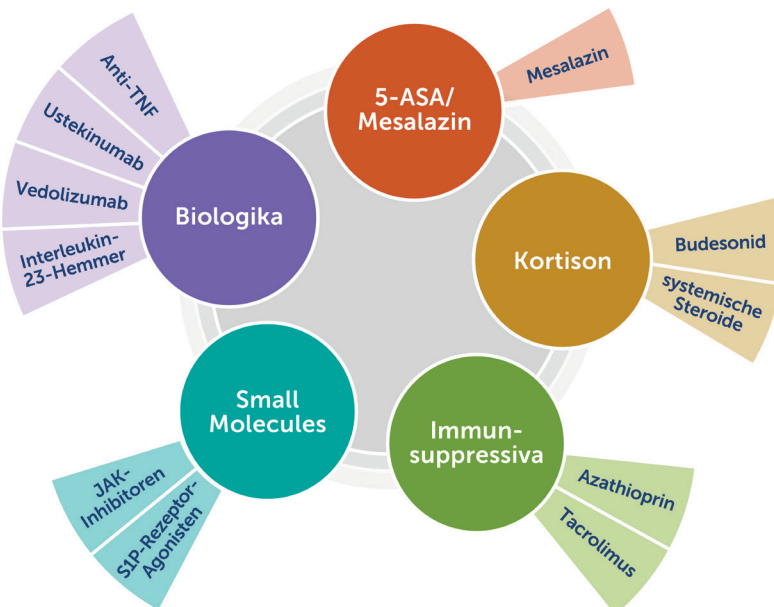 5-ASA/
Mesalazin
Mesalazin
Kortison
Budesonid
systemische
Steroide
Immun-
suppressiva
Azathioprin
Tacrolimus
Small
Molecules
JAK-
Inhibitoren
S1P-Rezeptor-
Agonisten
Biologika
Anti-TNF
Ustekinumab
Vedolizumab
Interleukin-
23-Hemmer